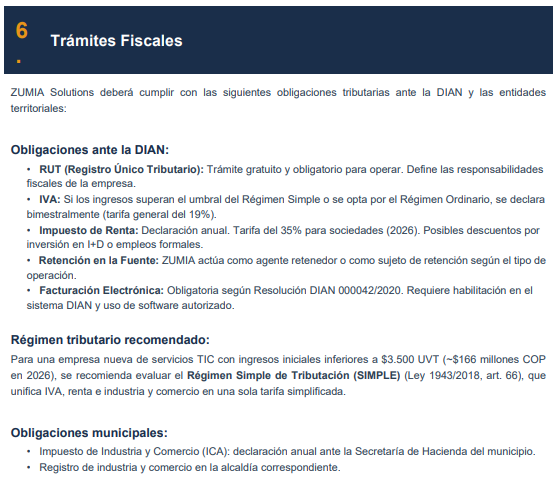 6
.
Trámites Fiscales
ZUMIA Solutions deberá cumplir con las siguientes obligaciones tributarias ante la DIAN y las entidades
territoriales:
Obligaciones ante la DIAN:
• RUT (Registro Único Tributario): Trámite gratuito y obligatorio para operar. Define las responsabilidades
fiscales de la empresa.
• IVA: Si los ingresos superan el umbral del Régimen Simple o se opta por el Régimen Ordinario, se declara
bimestralmente (tarifa general del 19%).
• Impuesto de Renta: Declaración anual. Tarifa del 35% para sociedades (2026). Posibles descuentos por
inversión en I+D o empleos formales.
• Retención en la Fuente: ZUMIA actúa como agente retenedor o como sujeto de retención según el tipo de
operación.
• Facturación Electrónica: Obligatoria según Resolución DIAN 000042/2020. Requiere habilitación en el
sistema DIAN y uso de software autorizado.
Régimen tributario recomendado:
Para una empresa nueva de servicios TIC con ingresos iniciales inferiores a $3.500 UVT (~$166 millones COP
en 2026), se recomienda evaluar el Régimen Simple de Tributación (SIMPLE) (Ley 1943/2018, art. 66), que
unifica IVA, renta e industria y comercio en una sola tarifa simplificada.
Obligaciones municipales:
• Impuesto de Industria y Comercio (ICA): declaración anual ante la Secretaría de Hacienda del municipio.
• Registro de industria y comercio en la alcaldía correspondiente.